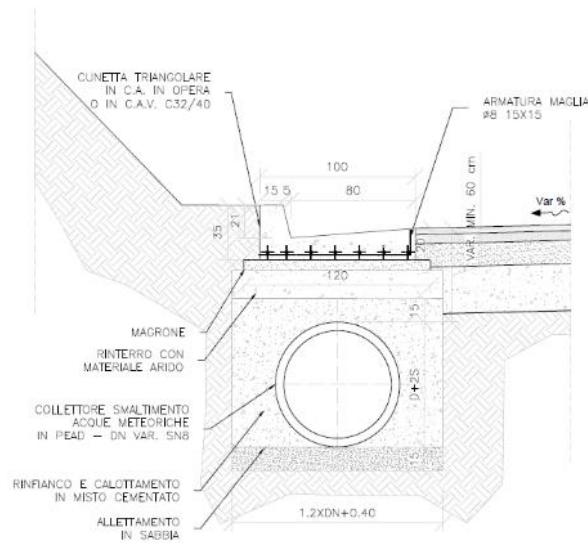 CUNETTA TRIANGOLARE
IN C.A. IN OPERA
O IN C.A.V. C32/40
ARMATURA MAGLIA
ø8 15X15
100
15 5
80
VAR. MIN. 60 cm
Var %
21
35
20
120
15
MAGRONE
RINTERRO CON
MATERIALE ARIDO
D+2S
COLLETTORE SMALTIMENTO
ACQUE METEORICHE
IN PEAD – DN VAR. SN8
15
RINFIANCO E CALOTTAMENTO
IN MISTO CEMENTATO
ALLETTAMENTO
IN SABBIA
1.2XDN+0.40